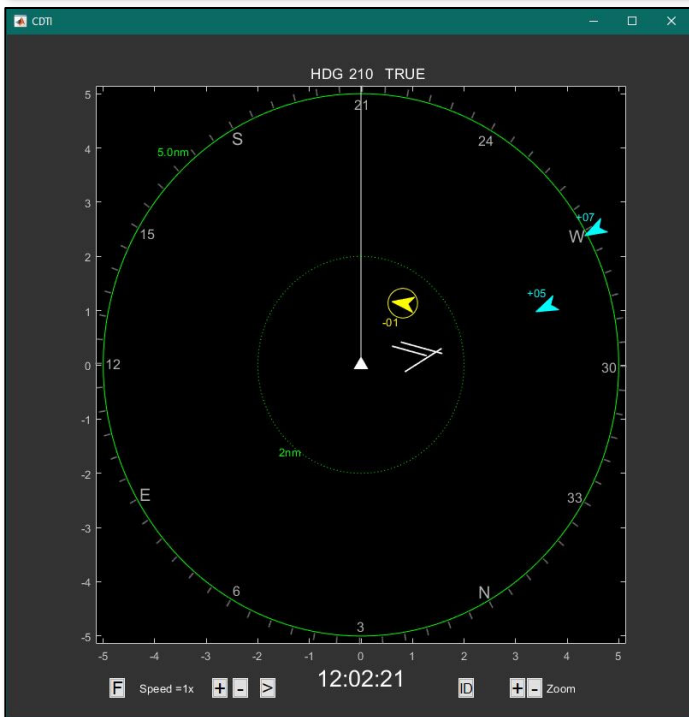 CDTI
HDG 210 TRUE
5
21
S
24
5.0nm
4
3
+07
15
W
2
+05
1
-01
0
12
30
-1
2nm
-2
E
33
-3
-4
6
N
3
-5
-5 -4 -3 -2 -1 0 1 2 3 4 5
F Speed =1x + - > 12:02:21 ID + - Zoom